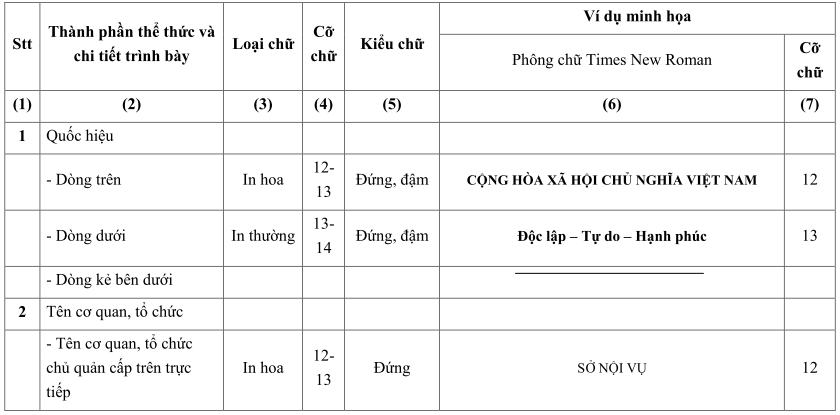 Stt
Thành phần thể thức và
chi tiết trình bày
Loại chữ
Cỡ
chữ
Kiểu chữ
Ví dụ minh họa
Phông chữ Times New Roman
Cỡ
chữ
(1) (2) (3) (4) (5) (6) (7)
1 Quốc hiệu
- Dòng trên In hoa 12-
13 Đứng, đậm CỘNG HÒA XÃ HỘI CHỦ NGHĨA VIỆT NAM 12
- Dòng dưới In thường 13-
14 Đứng, đậm Độc lập – Tự do – Hạnh phúc 13
- Dòng kẻ bên dưới
2 Tên cơ quan, tổ chức
- Tên cơ quan, tổ chức
chủ quản cấp trên trực
tiếp
In hoa
12-
13
Đứng
SỞ NỘI VỤ
12